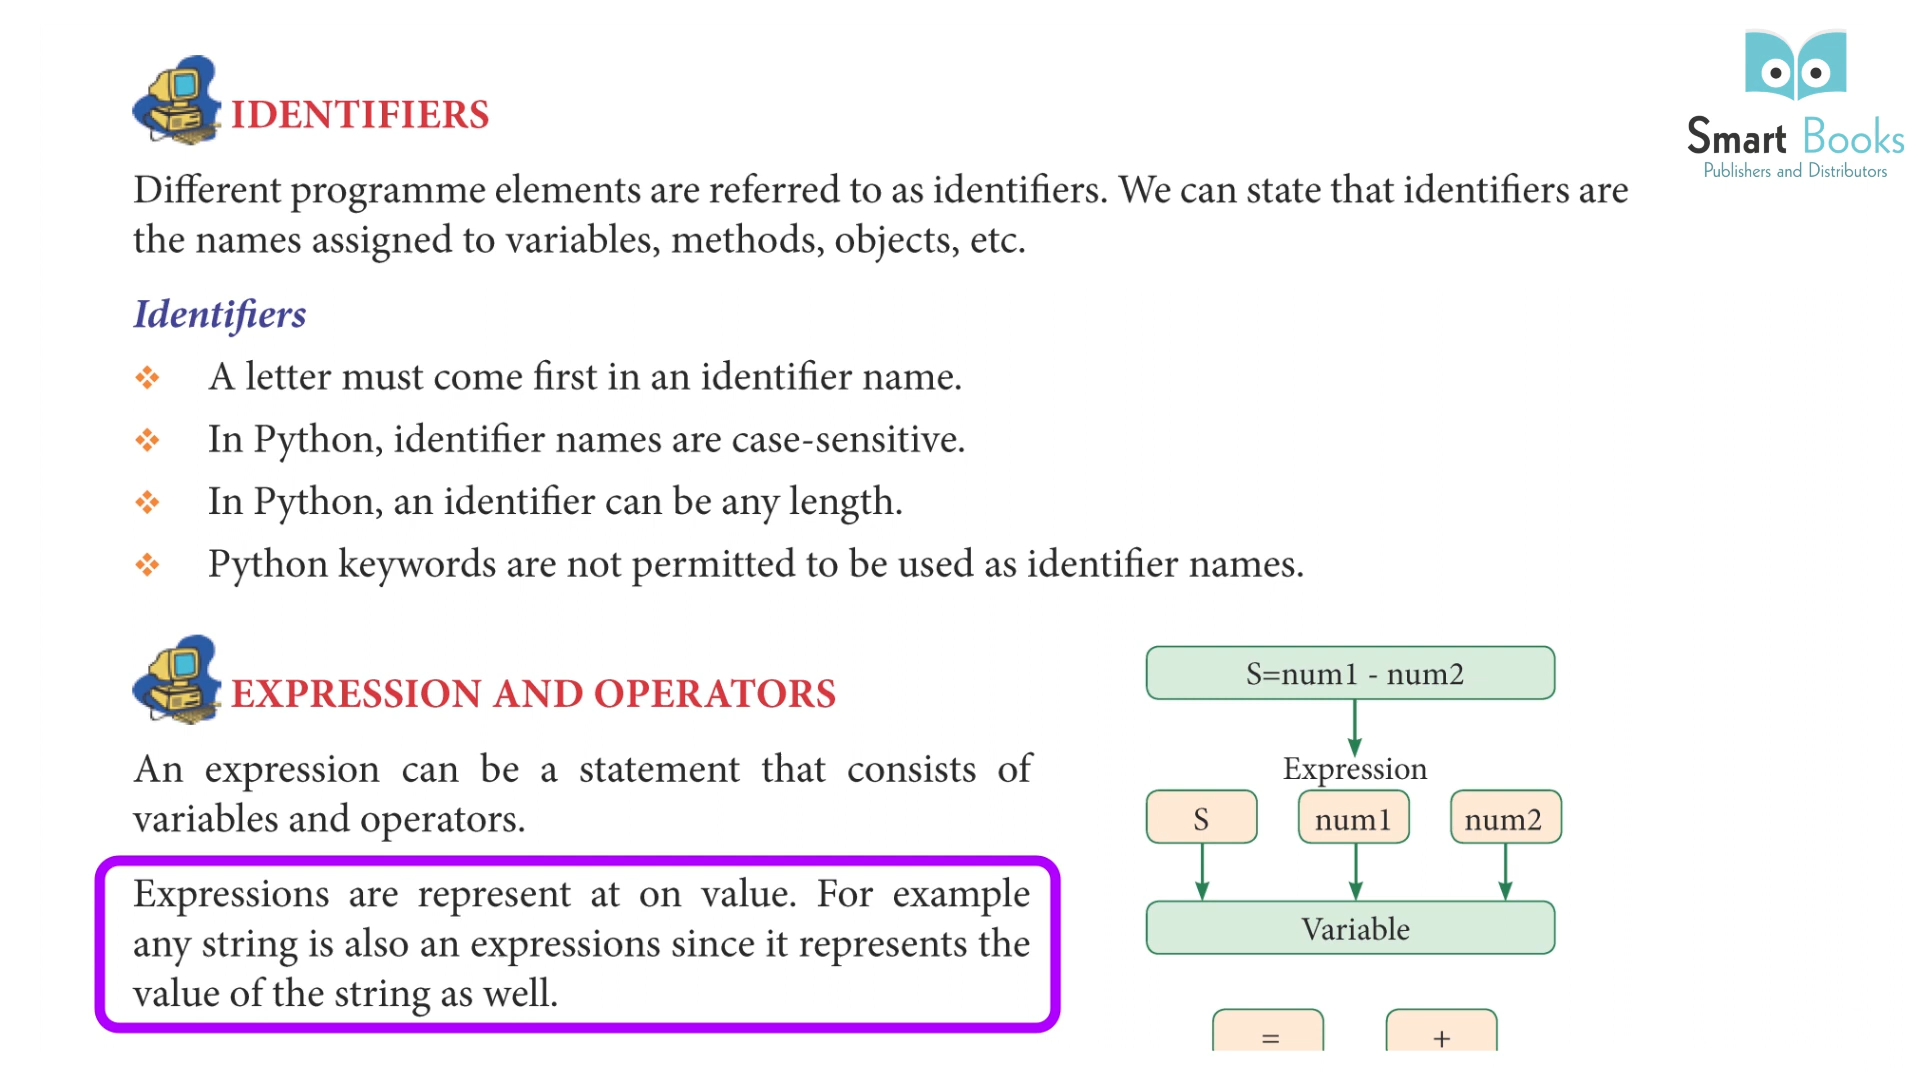 Smart Books
Publishers and Distributors
IDENTIFIERS
Different programme elements are referred to as identifiers. We can state that identifiers are
the names assigned to variables, methods, objects, etc.
Identifiers
A letter must come first in an identifier name.
In Python, identifier names are case-sensitive.
In Python, an identifier can be any length.
Python keywords are not permitted to be used as identifier names.
EXPRESSION AND OPERATORS
An expression can be a statement that consists of
variables and operators.
Expressions are represent at on value. For example
any string is also an expressions since it represents the
value of the string as well.
S=num1 - num2
Expression
S num1 num2
Variable
= +